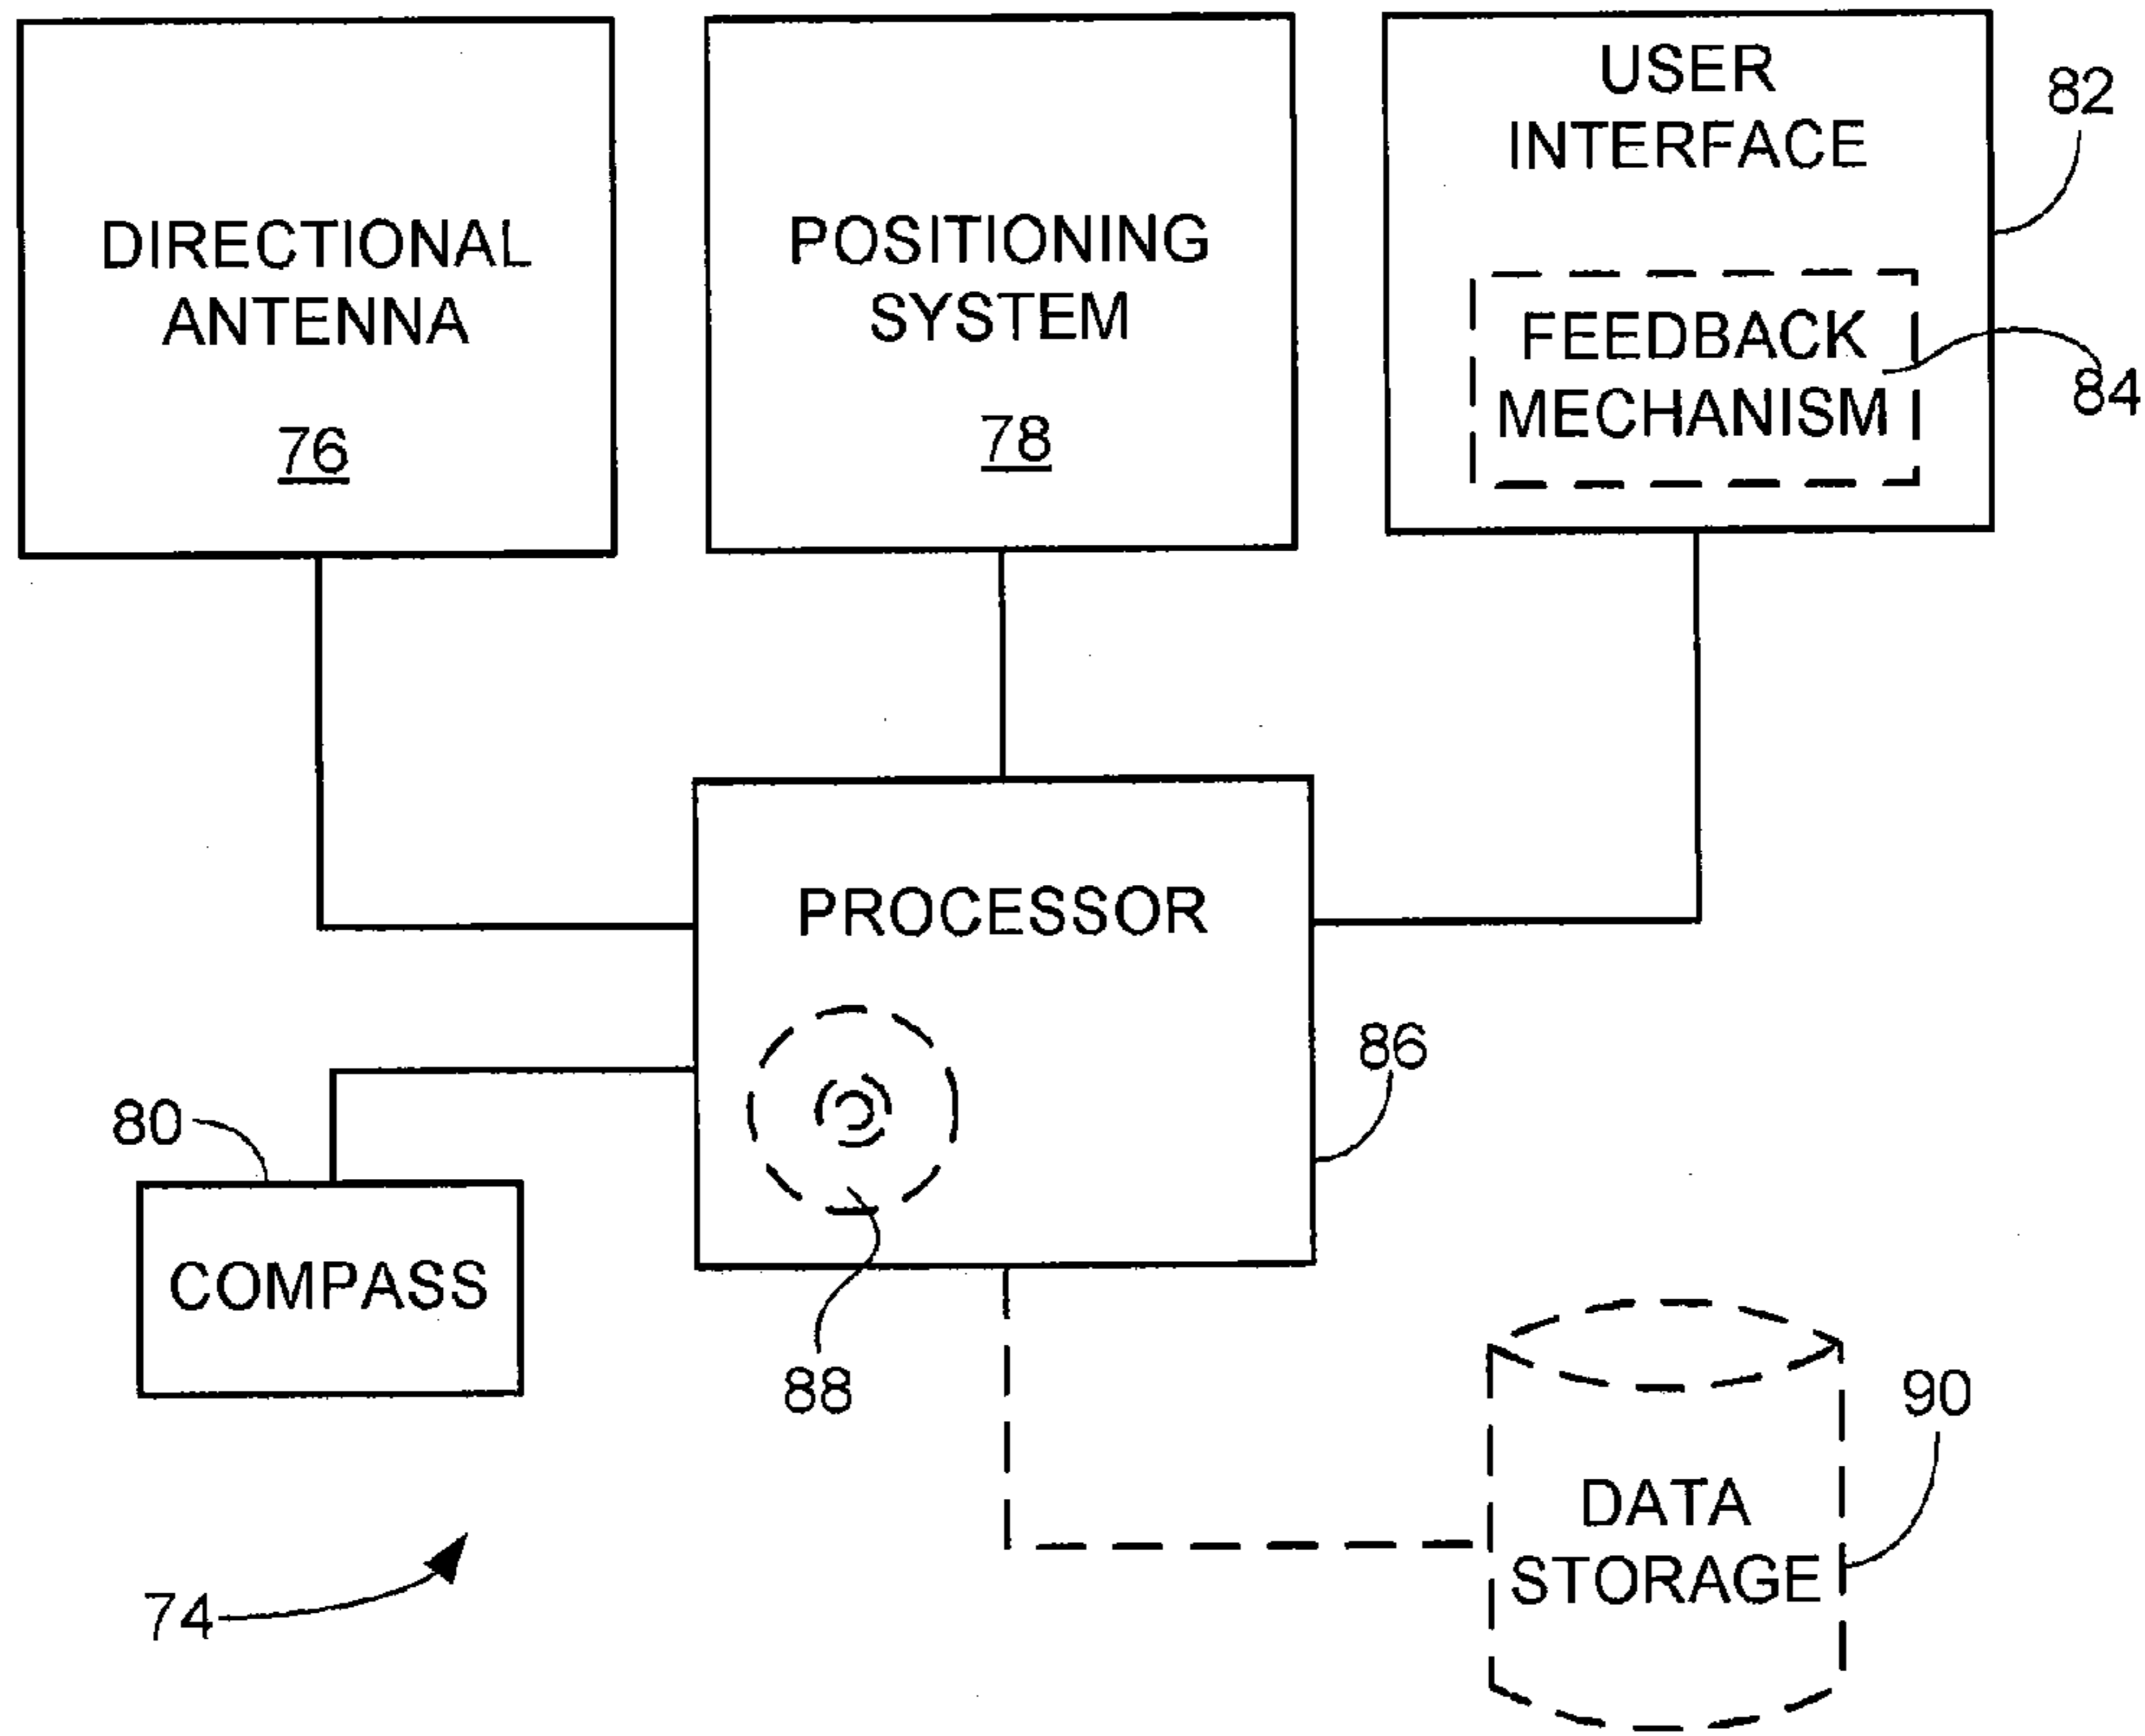 DIRECTIONAL
ANTENNA
76
POSITIONING
SYSTEM
78
USER
INTERFACE
82
FEEDBACK
MECHANISM
84
PROCESSOR
86
80
COMPASS
88
90
DATA
STORAGE
74